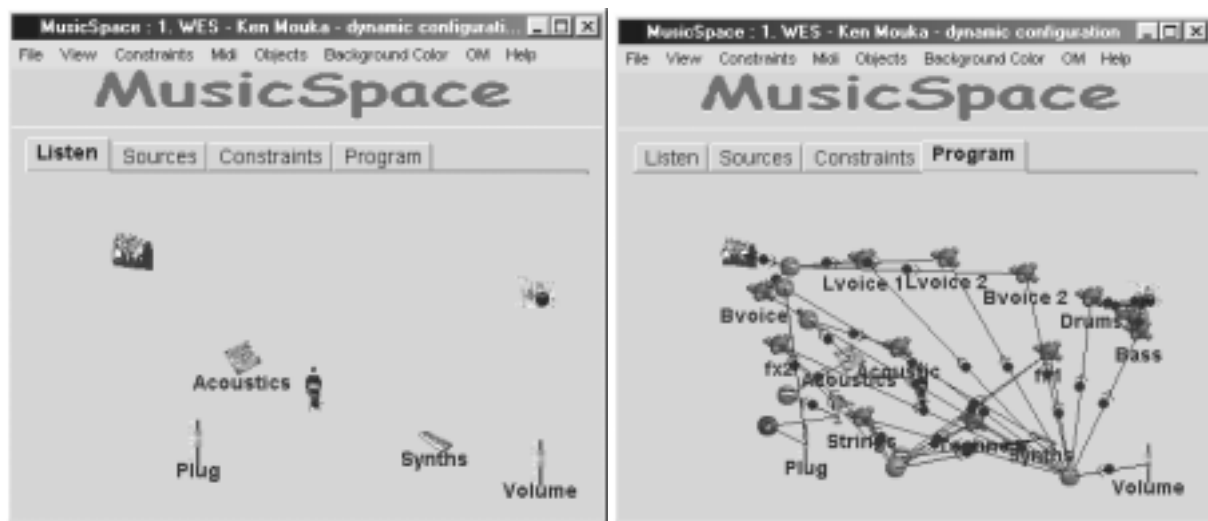 MusicSpace : 1. WES - Ken Mouka - dynamic configurati...
File View Constraints Midi Objects Background Color OM Help
MusicSpace
Listen Sources Constraints Program
Acoustics
Plug
Synths
Volume
MusicSpace : 1. WES - Ken Mouka - dynamic configuration
File View Constraints Midi Objects Background Color OM Help
MusicSpace
Listen Sources Constraints Program
Lvoice 1 Lvoice 2
Bvoice 2
Bvoice
Drums
Bass
fx2
Acoustics
Acoustic
Strings
Synths
Plug
Volume